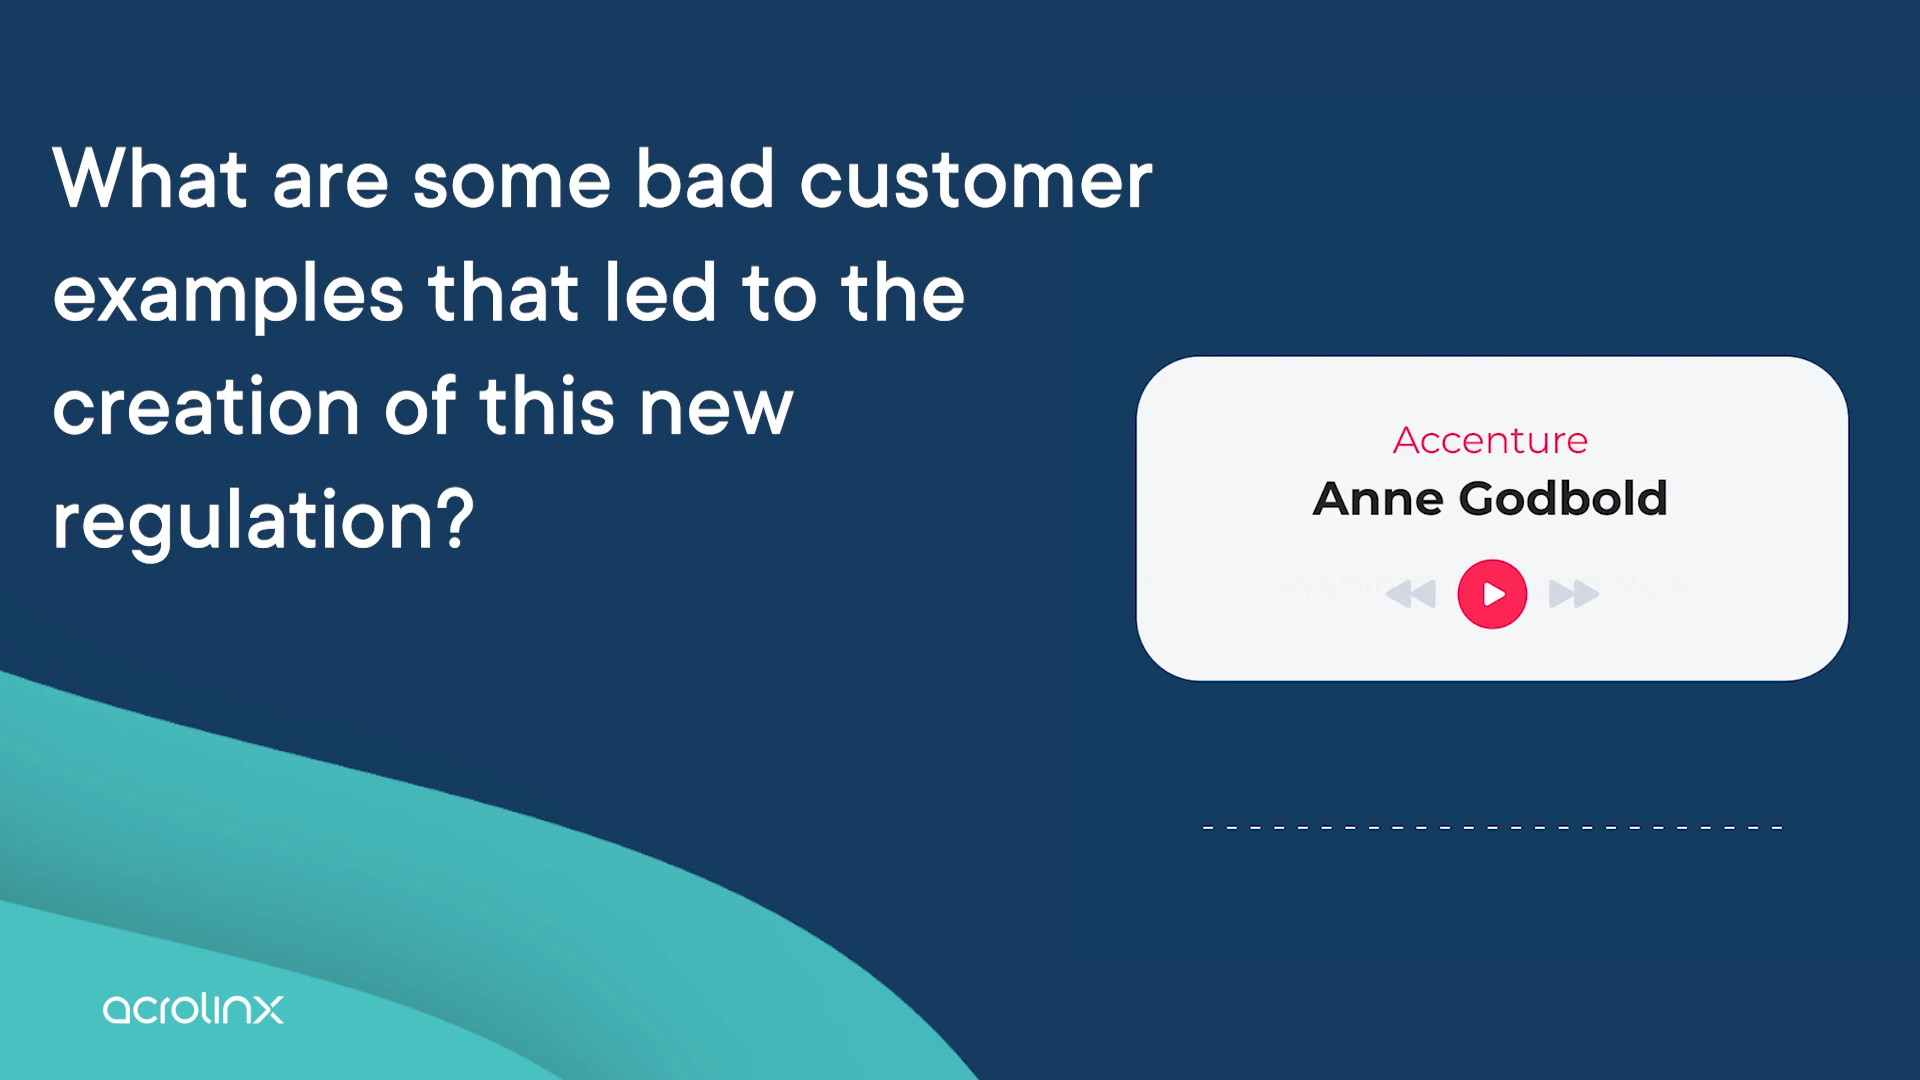 What are some bad customer
examples that led to the
creation of this new
regulation?
Accenture
Anne Godbold
acrolinx